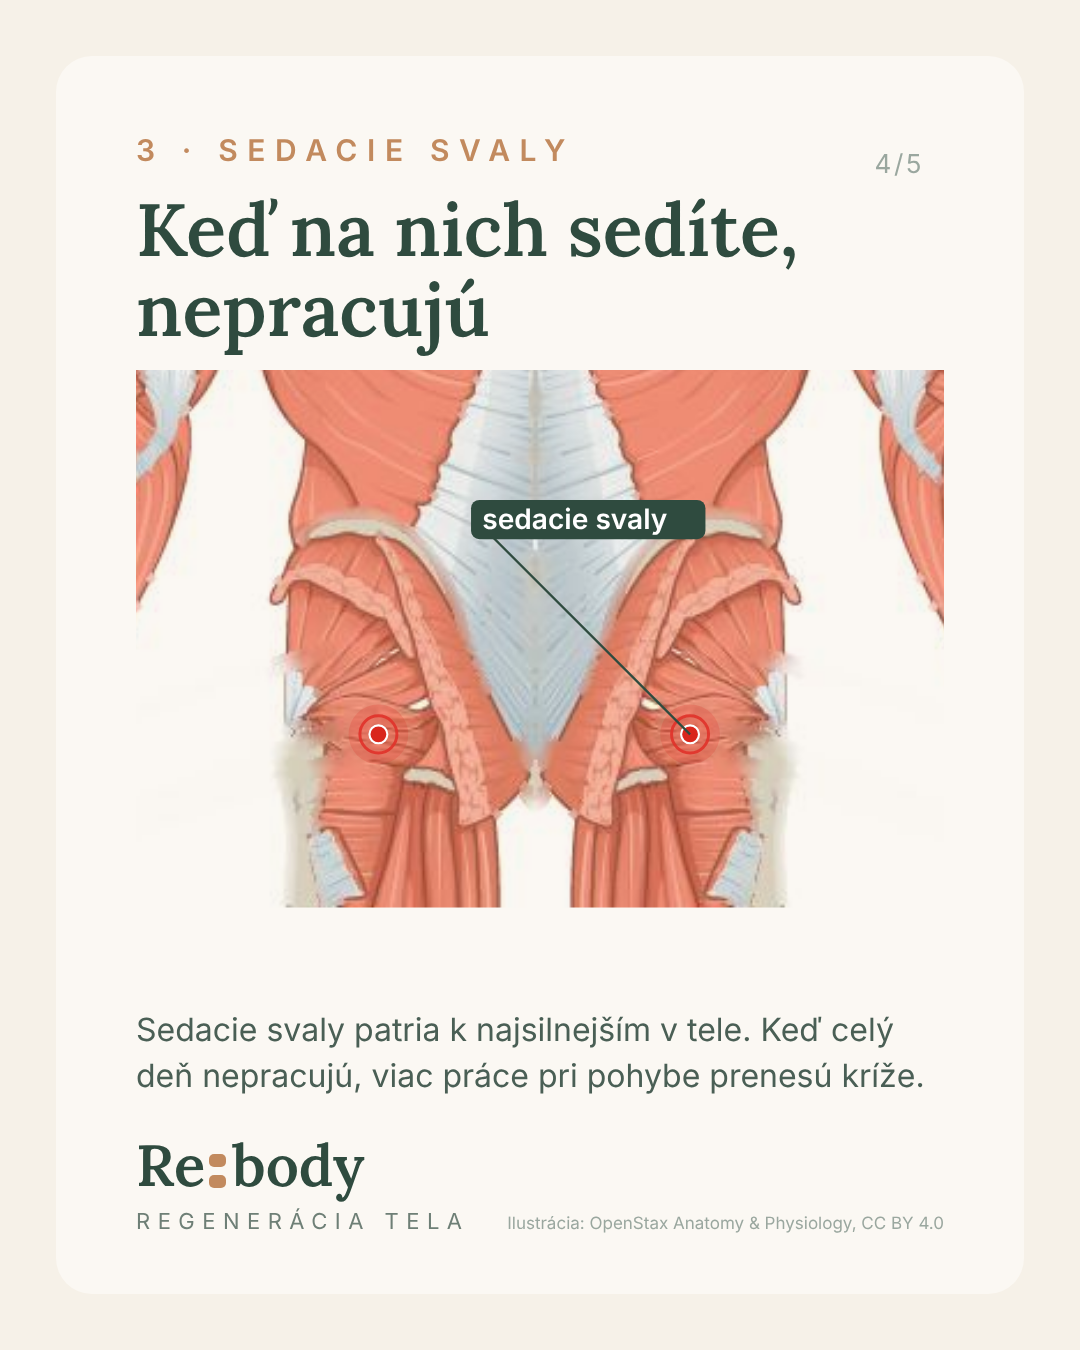 3 · SEDACIE SVALY
4/5
Keď na nich sedíte,
nepracujú
sedacie svaly
Sedacie svaly patria k najsilnejším v tele. Keď celý
deň nepracujú, viac práce pri pohybe prenesú kríže.
Re:body
REGENERÁCIA TELA
Ilustrácia: OpenStax Anatomy & Physiology, CC BY 4.0